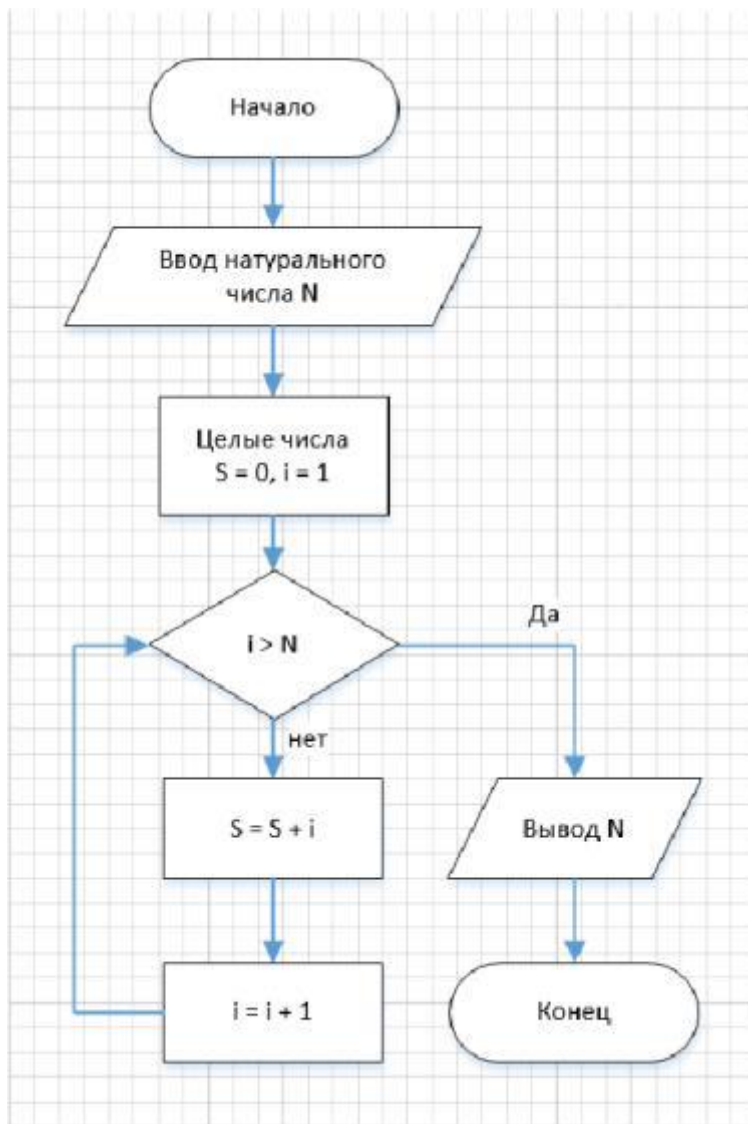 Начало
Ввод натурального
числа N
Целые числа
S = 0, i = 1
i > N
Да
нет
S = S + i
Вывод N
i = i + 1
Конец